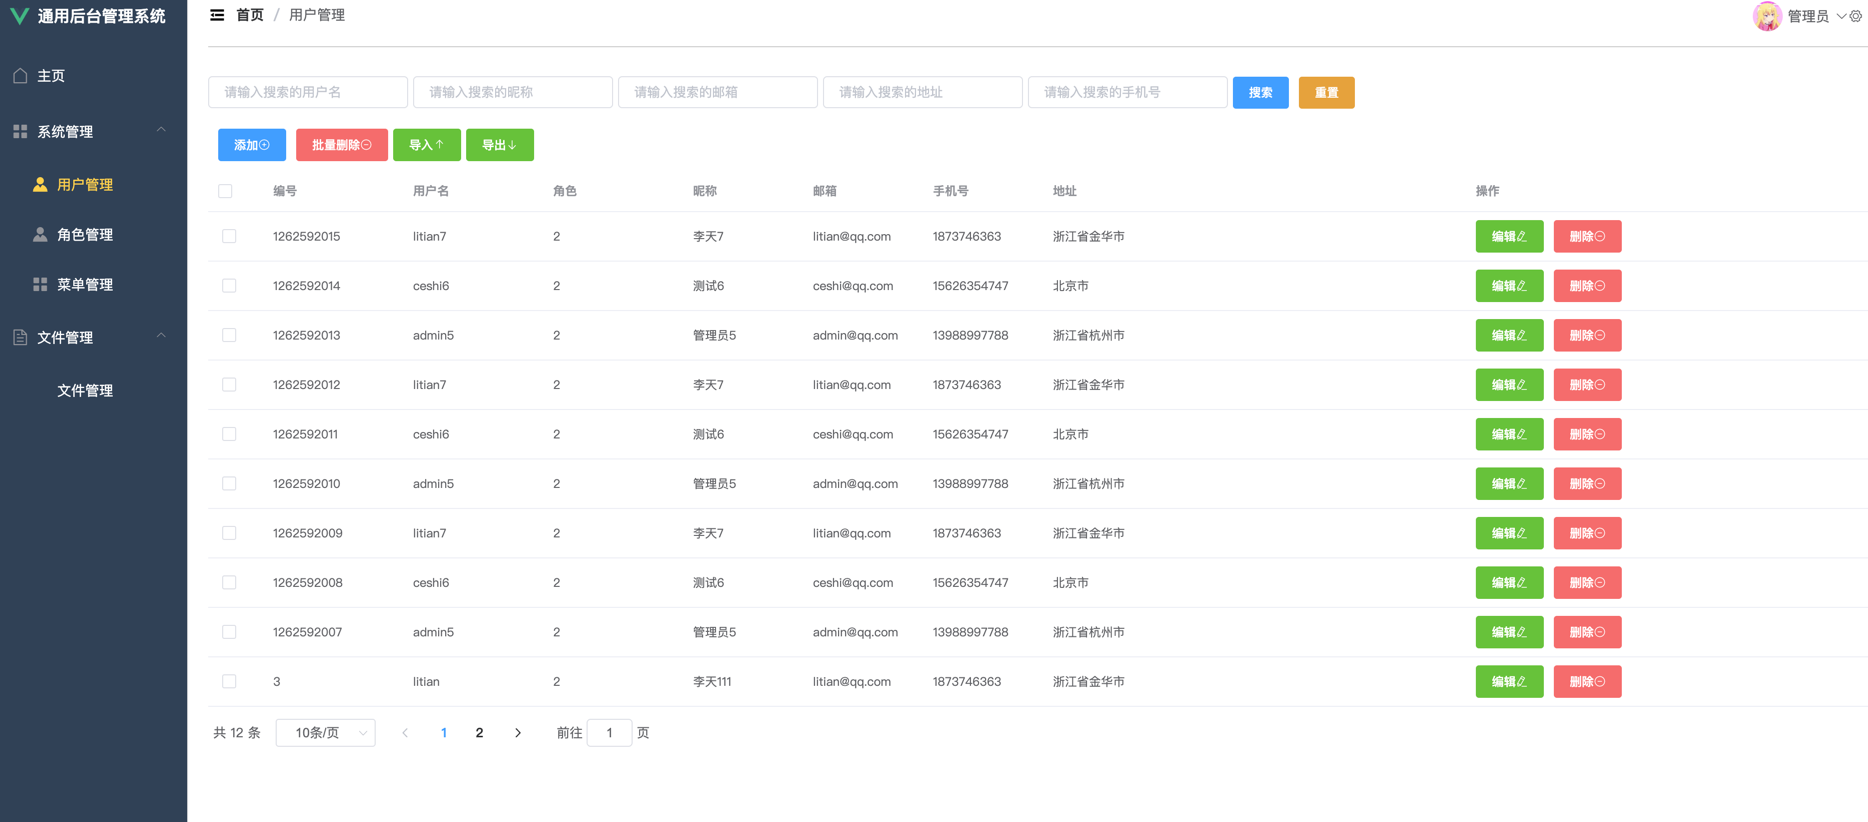 通用后台管理系统
首页 / 用户管理
管理员
主页
系统管理
用户管理
角色管理
菜单管理
文件管理
文件管理
请输入搜索的用户名 请输入搜索的昵称 请输入搜索的邮箱 请输入搜索的地址 请输入搜索的手机号 搜索 重置
添加 批量删除 导入 导出
编号 用户名 角色 昵称 邮箱 手机号 地址 操作
1262592015 litian7 2 李天7 litian@qq.com 1873746363 浙江省金华市 编辑 删除
1262592014 ceshi6 2 测试6 ceshi@qq.com 15626354747 北京市 编辑 删除
1262592013 admin5 2 管理员5 admin@qq.com 13988997788 浙江省杭州市 编辑 删除
1262592012 litian7 2 李天7 litian@qq.com 1873746363 浙江省金华市 编辑 删除
1262592011 ceshi6 2 测试6 ceshi@qq.com 15626354747 北京市 编辑 删除
1262592010 admin5 2 管理员5 admin@qq.com 13988997788 浙江省杭州市 编辑 删除
1262592009 litian7 2 李天7 litian@qq.com 1873746363 浙江省金华市 编辑 删除
1262592008 ceshi6 2 测试6 ceshi@qq.com 15626354747 北京市 编辑 删除
1262592007 admin5 2 管理员5 admin@qq.com 13988997788 浙江省杭州市 编辑 删除
3 litian 2 李天111 litian@qq.com 1873746363 浙江省金华市 编辑 删除
共 12 条 10条/页 1 2 前往 1 页